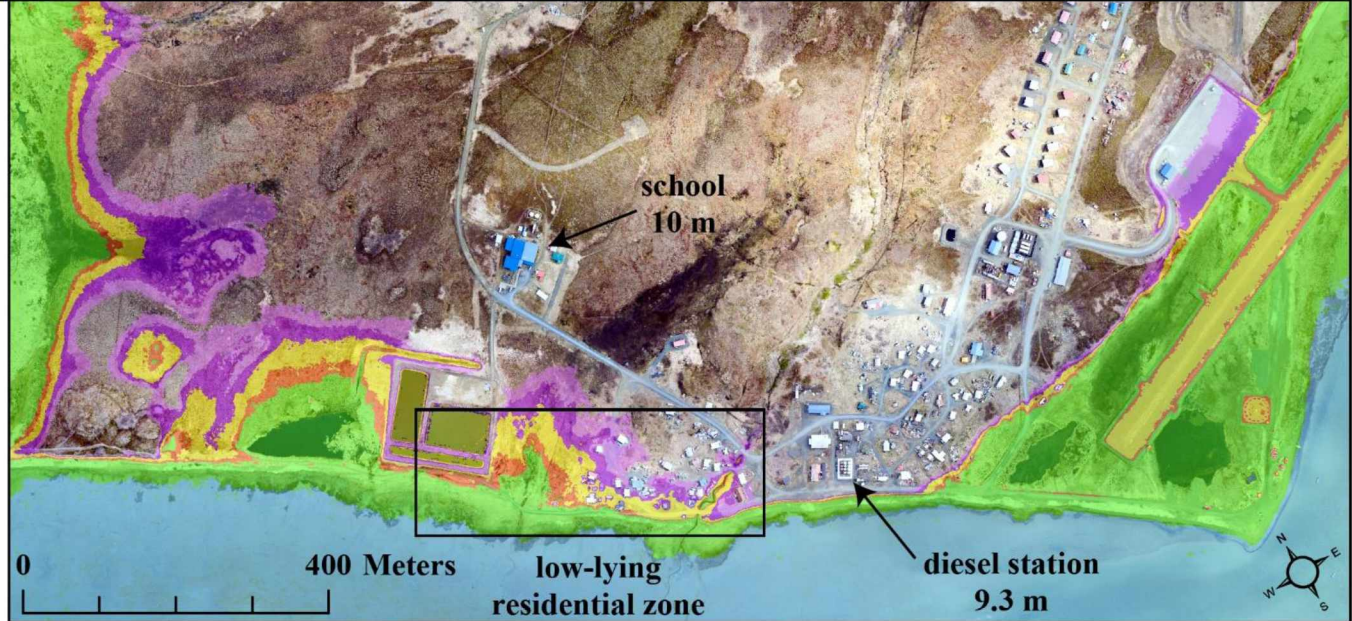 school
10 m
0
400 Meters
low-lying
residential zone
diesel station
9.3 m
N
E
W
S